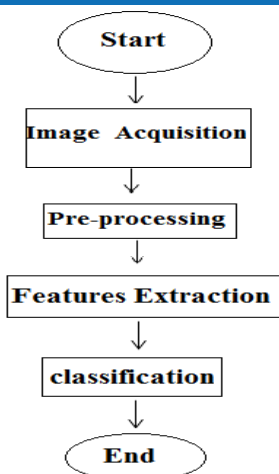 Start
Image Acquisition
Pre-processing
Features Extraction
classification
End